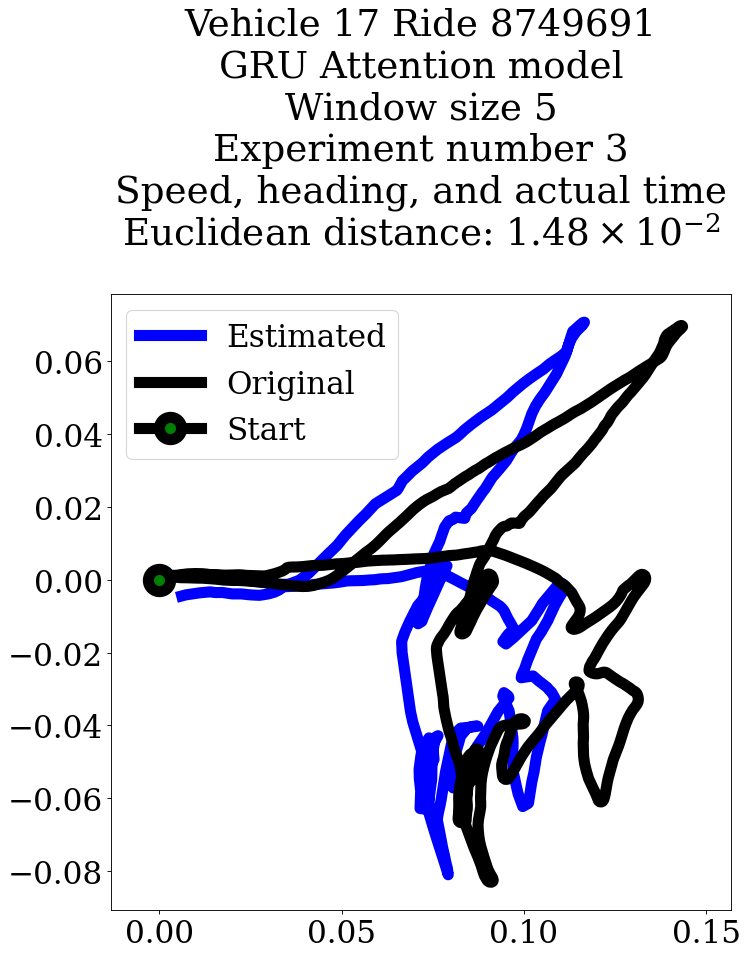 Vehicle 17 Ride 8749691
GRU Attention model
Window size 5
Experiment number 3
Speed, heading, and actual time
Euclidean distance: 1.48 × 10⁻²
Estimated
Original
Start
0.06
0.04
0.02
0.00
−0.02
−0.04
−0.06
−0.08
0.00 0.05 0.10 0.15